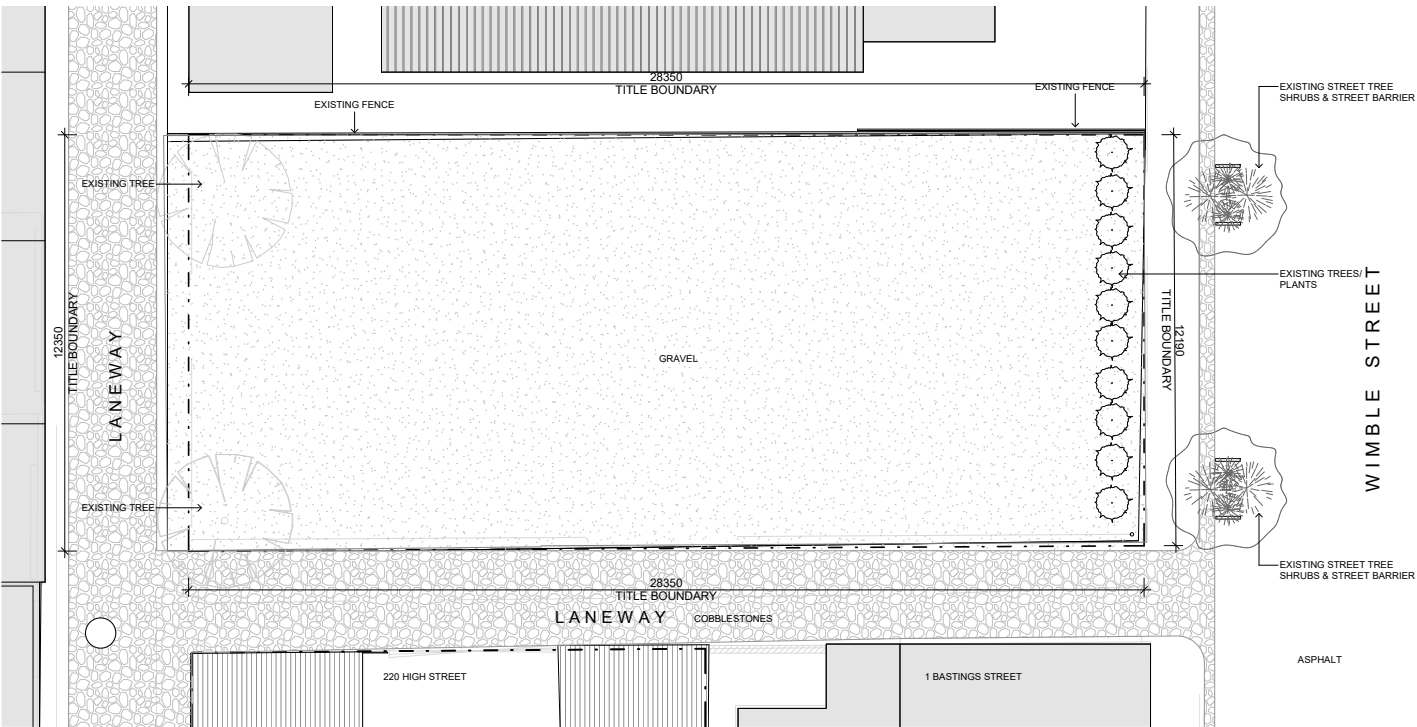 28350
TITLE BOUNDARY
EXISTING FENCE
EXISTING FENCE
EXISTING STREET TREE
SHRUBS & STREET BARRIER
EXISTING TREE
EXISTING TREES/
PLANTS
12350
TITLE BOUNDARY
LANEWAY
GRAVEL
TITLE BOUNDARY
12190
WIMBLE STREET
EXISTING TREE
EXISTING STREET TREE
SHRUBS & STREET BARRIER
28350
TITLE BOUNDARY
LANEWAY
COBBLESTONES
220 HIGH STREET
1 BASTINGS STREET
ASPHALT